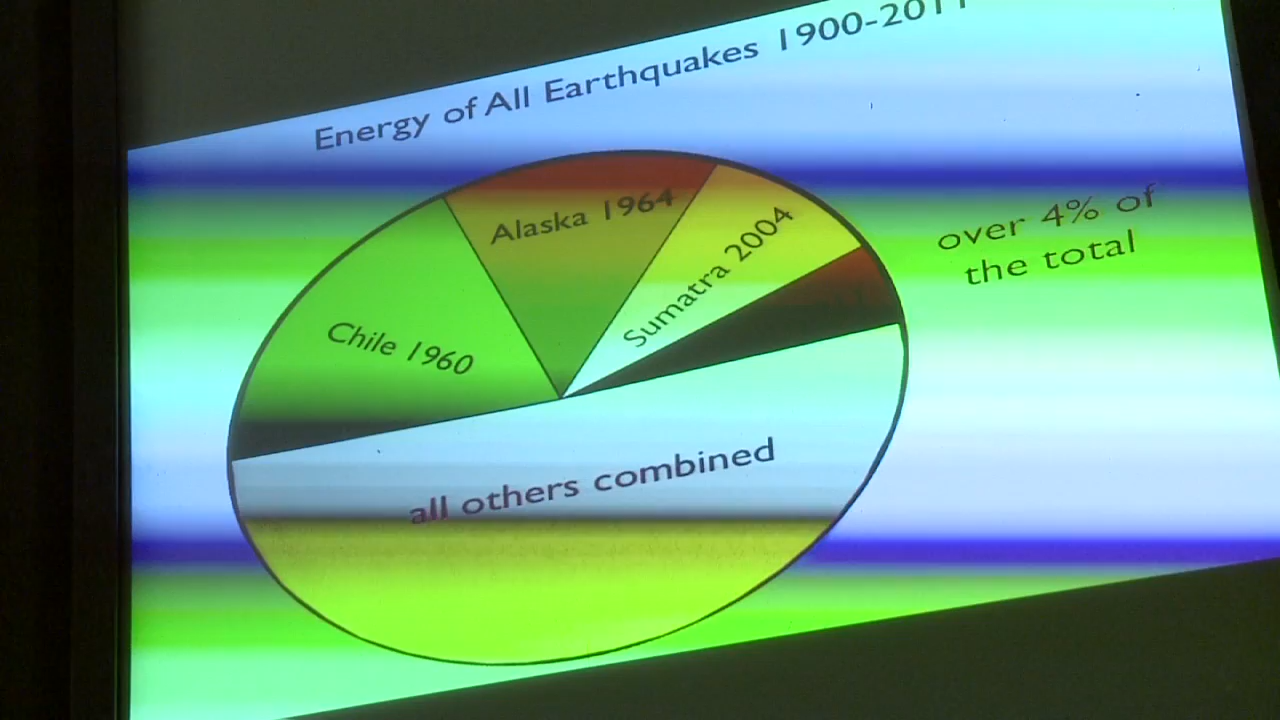 Energy of All Earthquakes 1900-2011
Alaska 1964
Sumatra 2004
over 4% of
the total
Chile 1960
all others combined